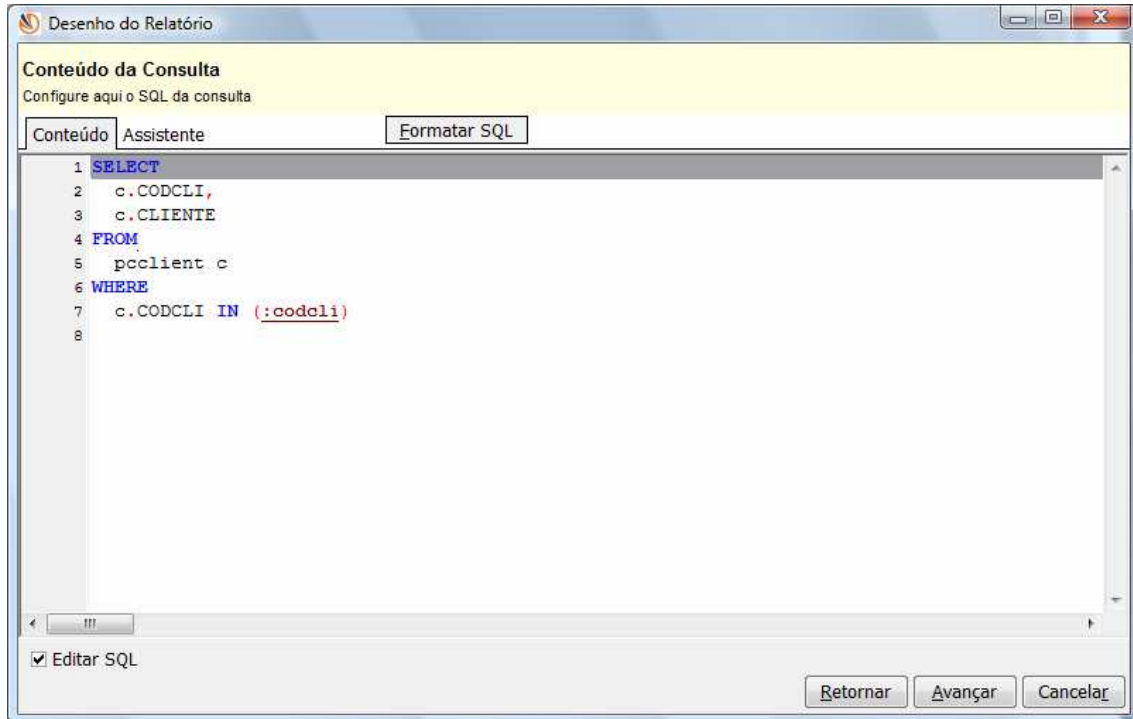 Desenho do Relatório
Conteúdo da Consulta
Configure aqui o SQL da consulta
Conteúdo Assistente Formatar SQL
1 SELECT
2 c.CODCLI,
3 c.CLIENTE
4 FROM
5 pcclient c
6 WHERE
7 c.CODCLI IN (:codcli)
8
Editar SQL
Retornar Avançar Cancelar